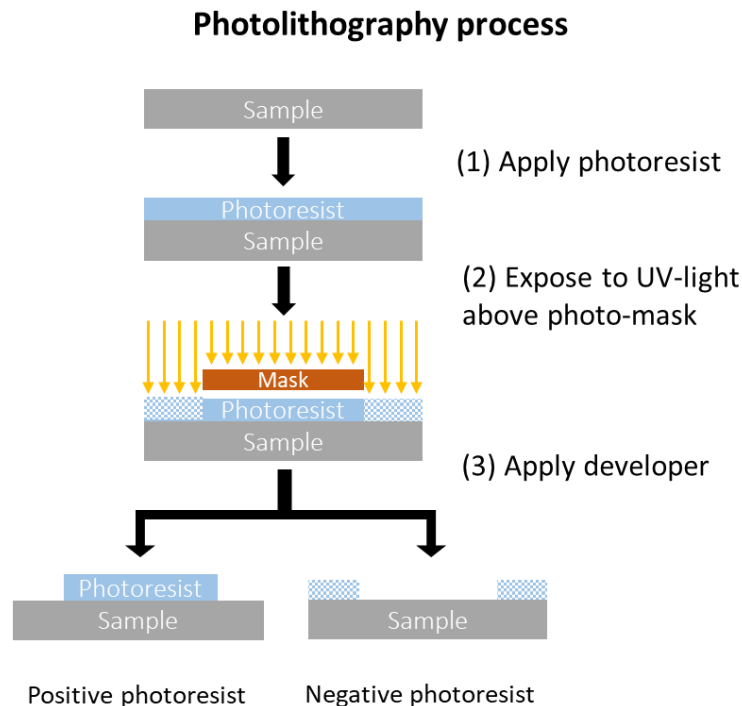 Photolithography process
Sample
(1) Apply photoresist
Photoresist
Sample
(2) Expose to UV-light
above photo-mask
Mask
Photoresist
Sample
(3) Apply developer
Photoresist
Sample
Sample
Positive photoresist
Negative photoresist